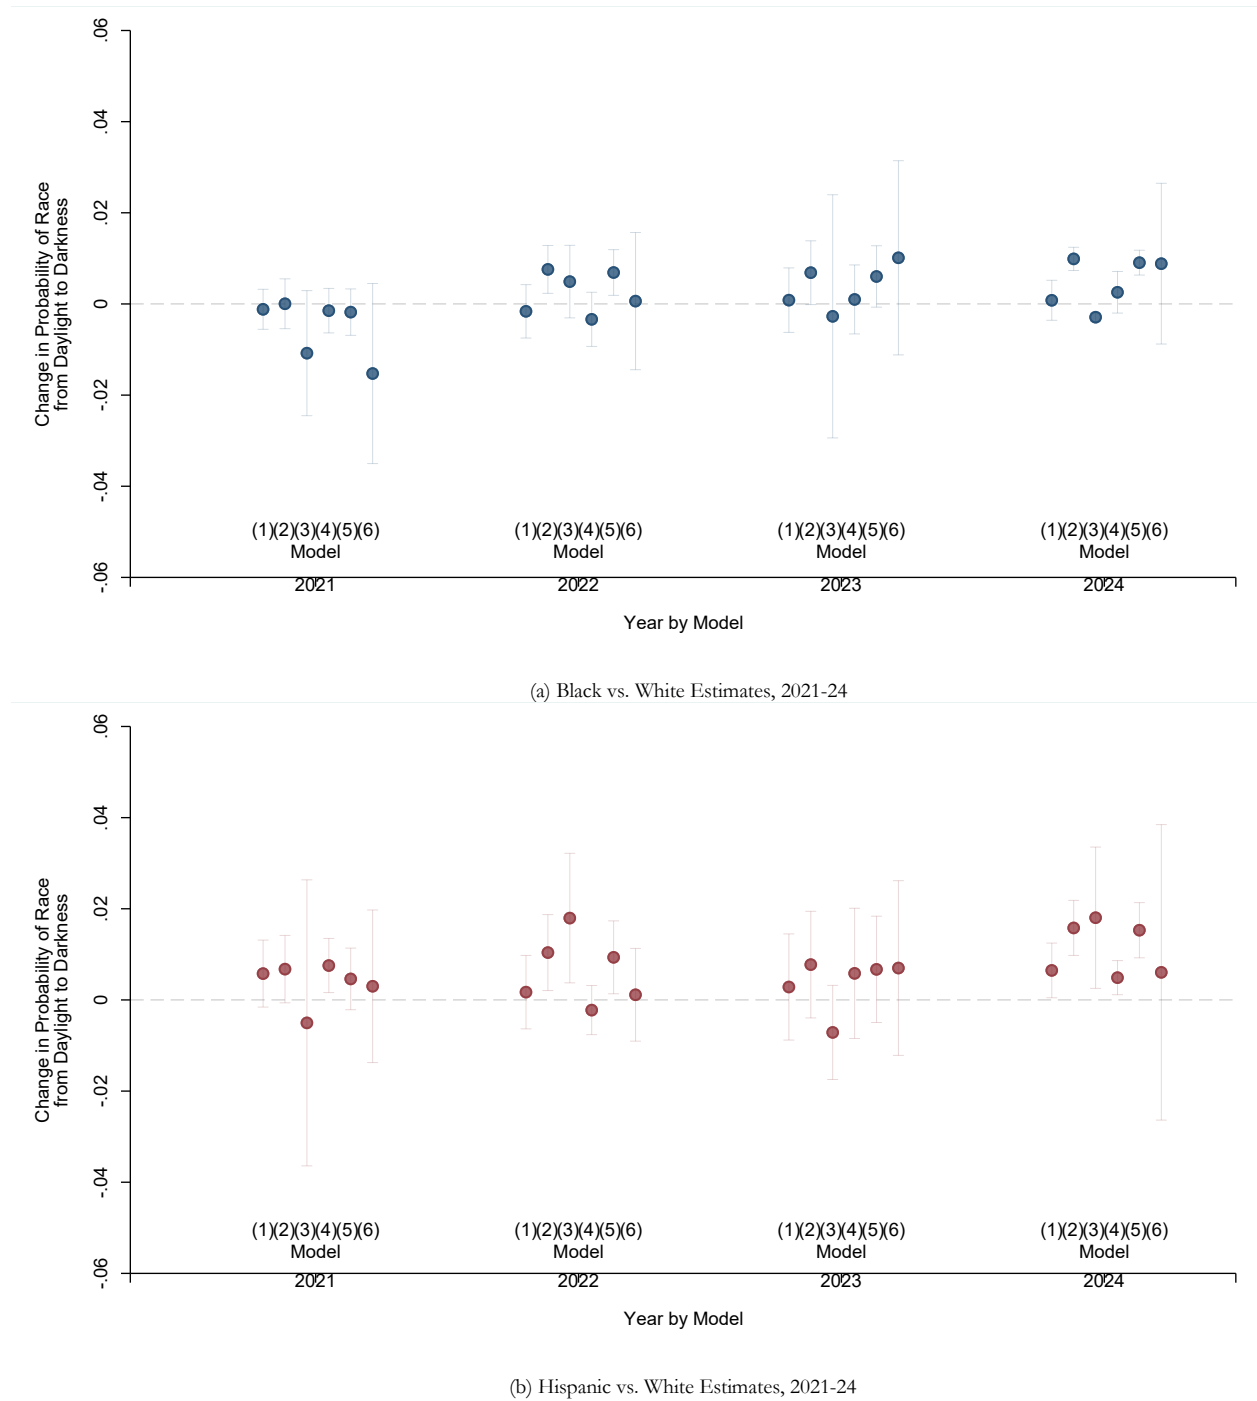 .06
.04
.02
0
-.02
-.04
-.06
Change in Probability of Race
from Daylight to Darkness
(1)(2)(3)(4)(5)(6) (1)(2)(3)(4)(5)(6) (1)(2)(3)(4)(5)(6) (1)(2)(3)(4)(5)(6)
Model Model Model Model
2021 2022 2023 2024
Year by Model
(a) Black vs. White Estimates, 2021-24
.06
.04
.02
0
-.02
-.04
-.06
Change in Probability of Race
from Daylight to Darkness
(1)(2)(3)(4)(5)(6) (1)(2)(3)(4)(5)(6) (1)(2)(3)(4)(5)(6) (1)(2)(3)(4)(5)(6)
Model Model Model Model
2021 2022 2023 2024
Year by Model
(b) Hispanic vs. White Estimates, 2021-24